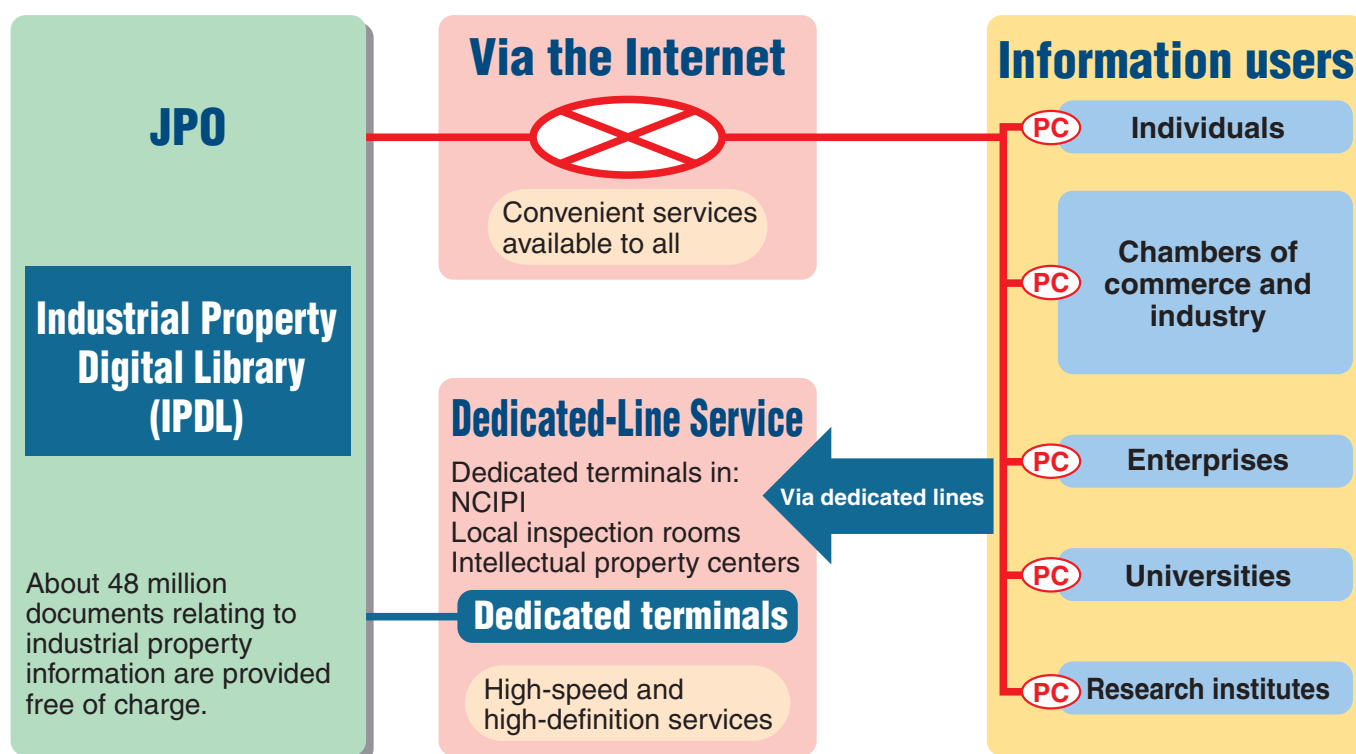 JPO
Industrial Property
Digital Library
(IPDL)
About 48 million
documents relating to
industrial property
information are provided
free of charge.
Via the Internet
Convenient services
available to all
Dedicated-Line Service
Dedicated terminals in:
NCIPI
Local inspection rooms
Intellectual property centers
Dedicated terminals
High-speed and
high-definition services
Via dedicated lines
Information users
PC Individuals
PC Chambers of
commerce and
industry
PC Enterprises
PC Universities
PC Research institutes